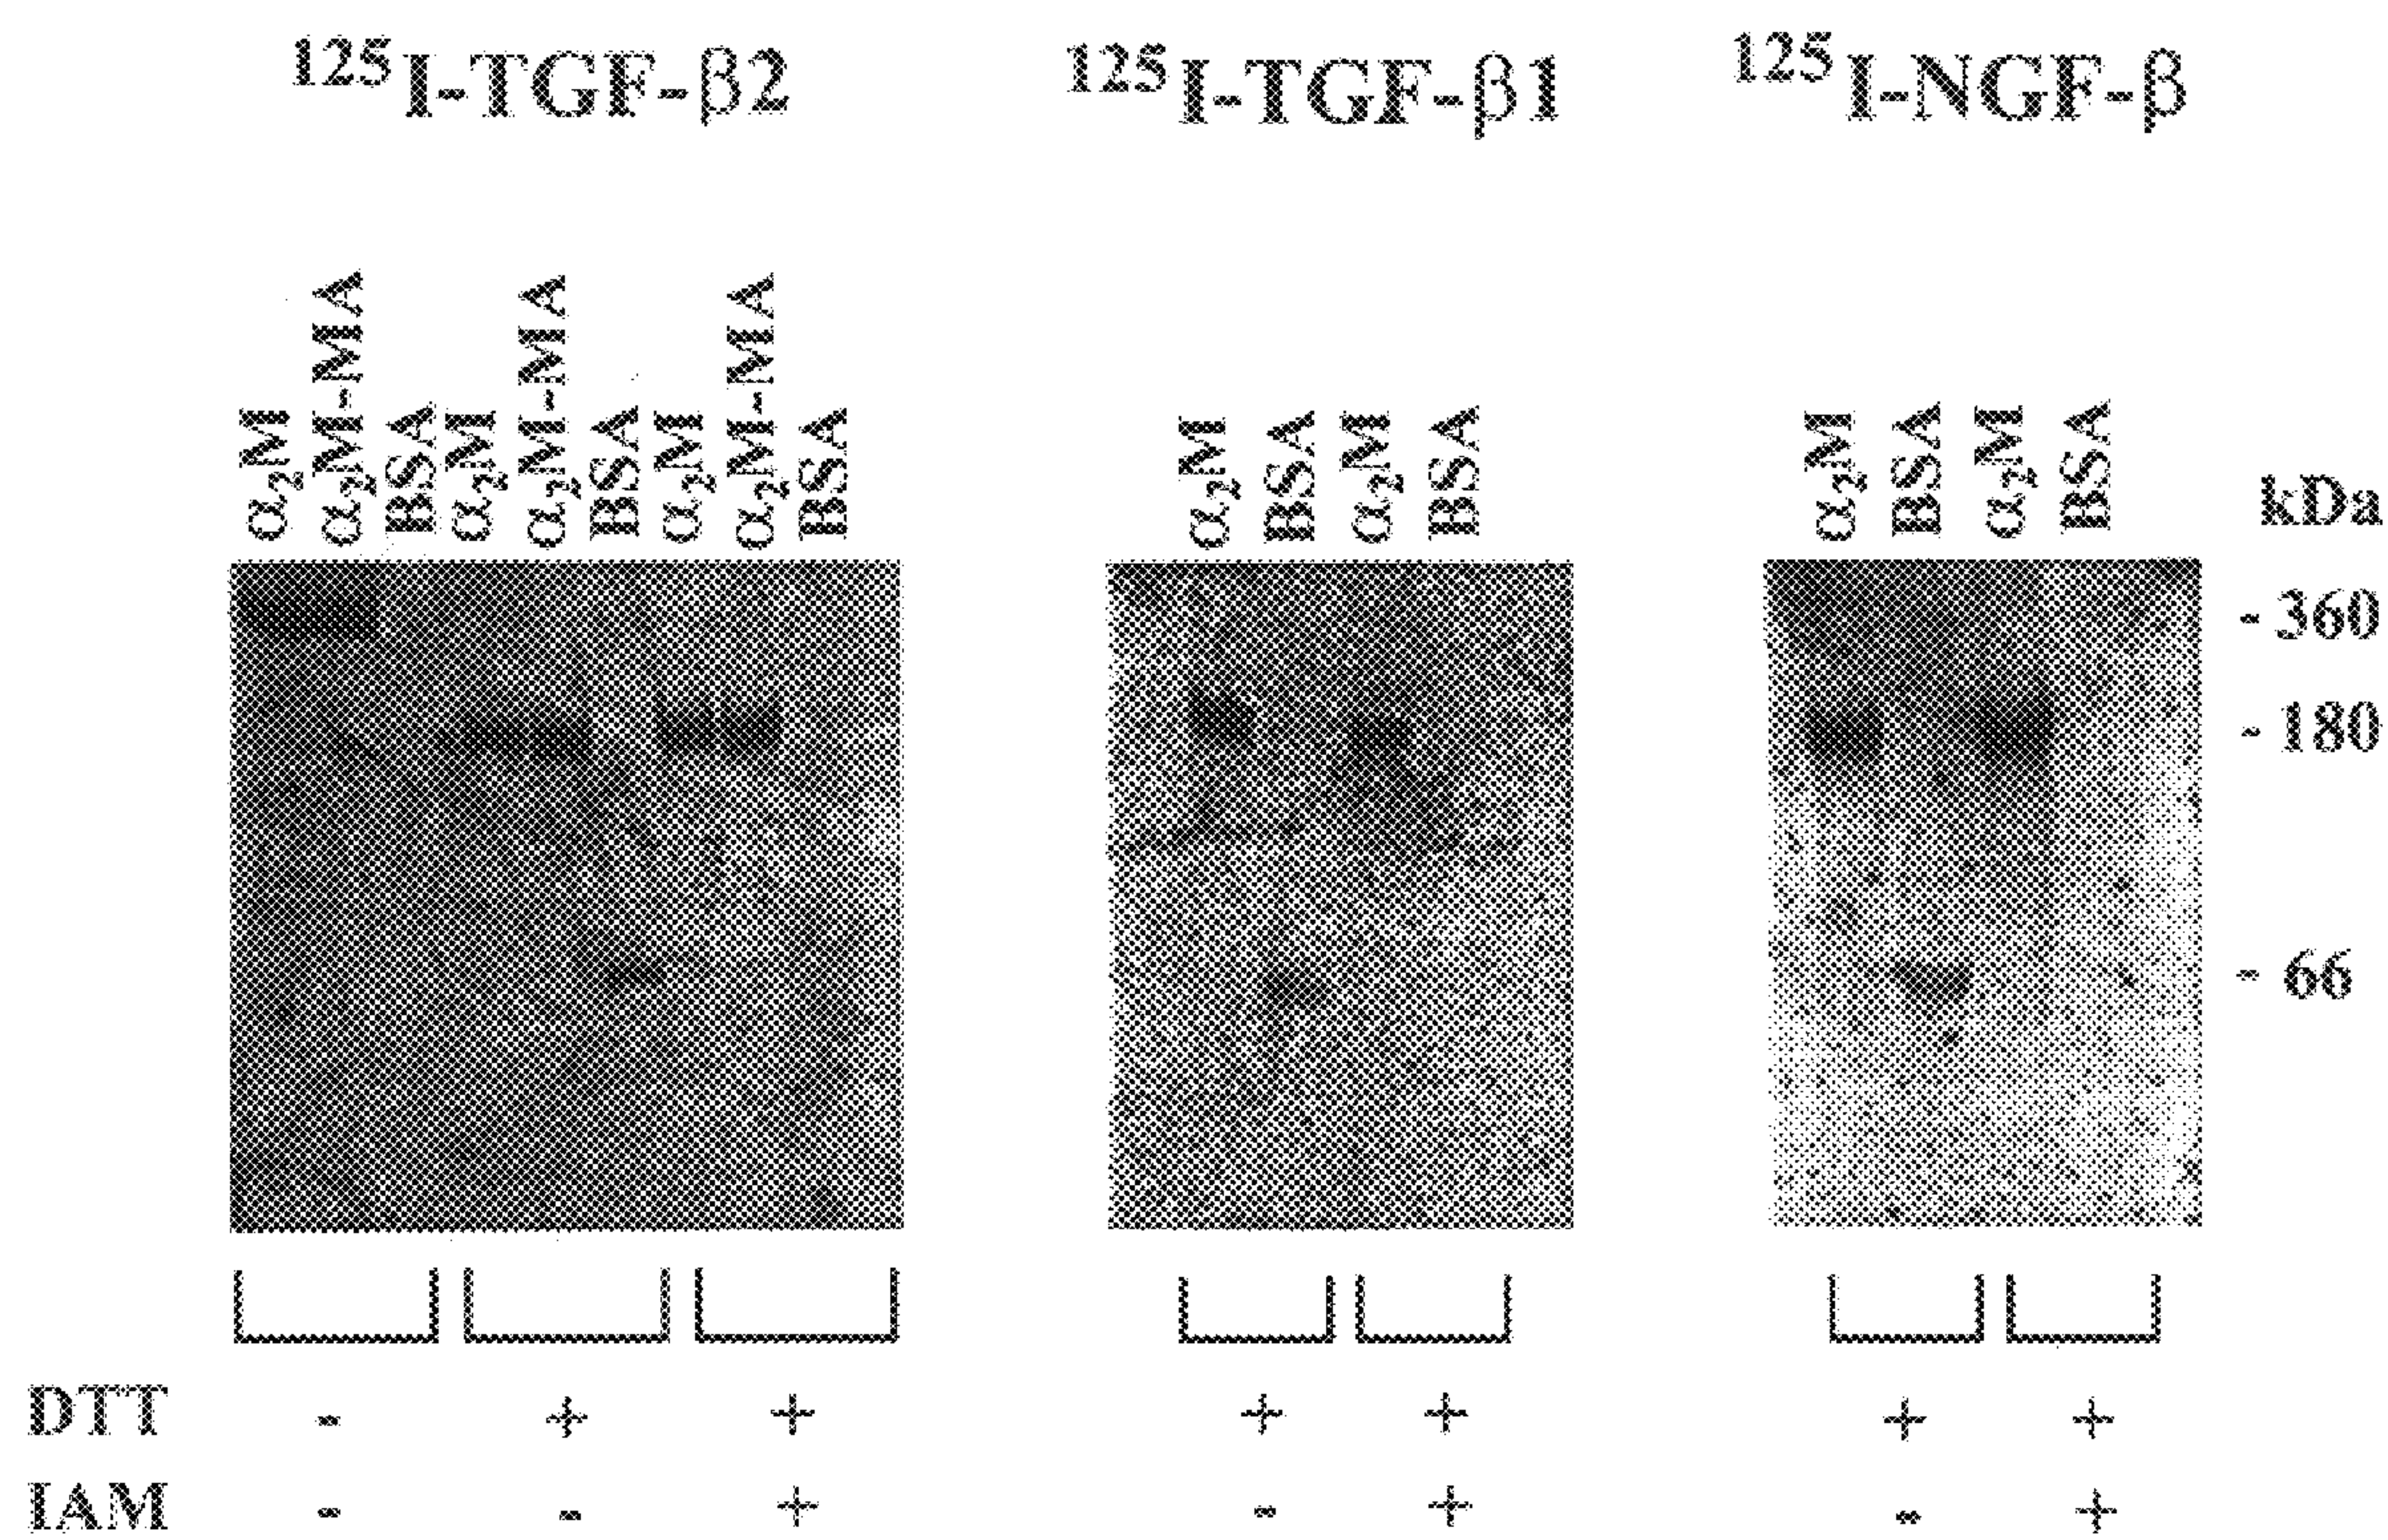 ¹²⁵I-TGF-β2 ¹²⁵I-TGF-β1 ¹²⁵I-NGF-β
α₂M α₂M-MA BSA α₂M α₂M-MA BSA α₂M α₂M-MA BSA α₂M BSA α₂M BSA α₂M BSA α₂M BSA kDa
- 360
- 180
- 66
DTT - + + + + + +
IAM - - + - + - +